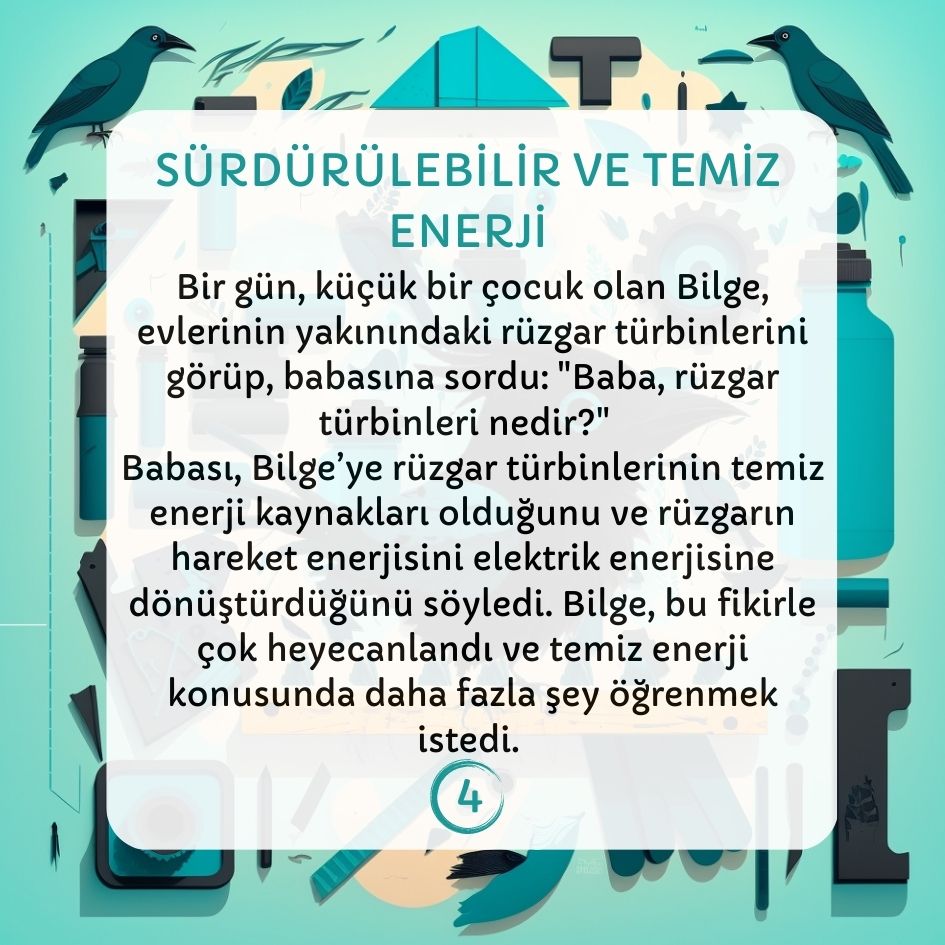 SÜRDÜRÜLEBİLİR VE TEMİZ
ENERJİ
Bir gün, küçük bir çocuk olan Bilge,
evlerinin yakınındaki rüzgar türbinlerini
görüp, babasına sordu: "Baba, rüzgar
türbinleri nedir?"
Babası, Bilge’ye rüzgar türbinlerinin temiz
enerji kaynakları olduğunu ve rüzgarın
hareket enerjisini elektrik enerjisine
dönüştürdüğünü söyledi. Bilge, bu fikirle
çok heyecanlandı ve temiz enerji
konusunda daha fazla şey öğrenmek
istedi.
4